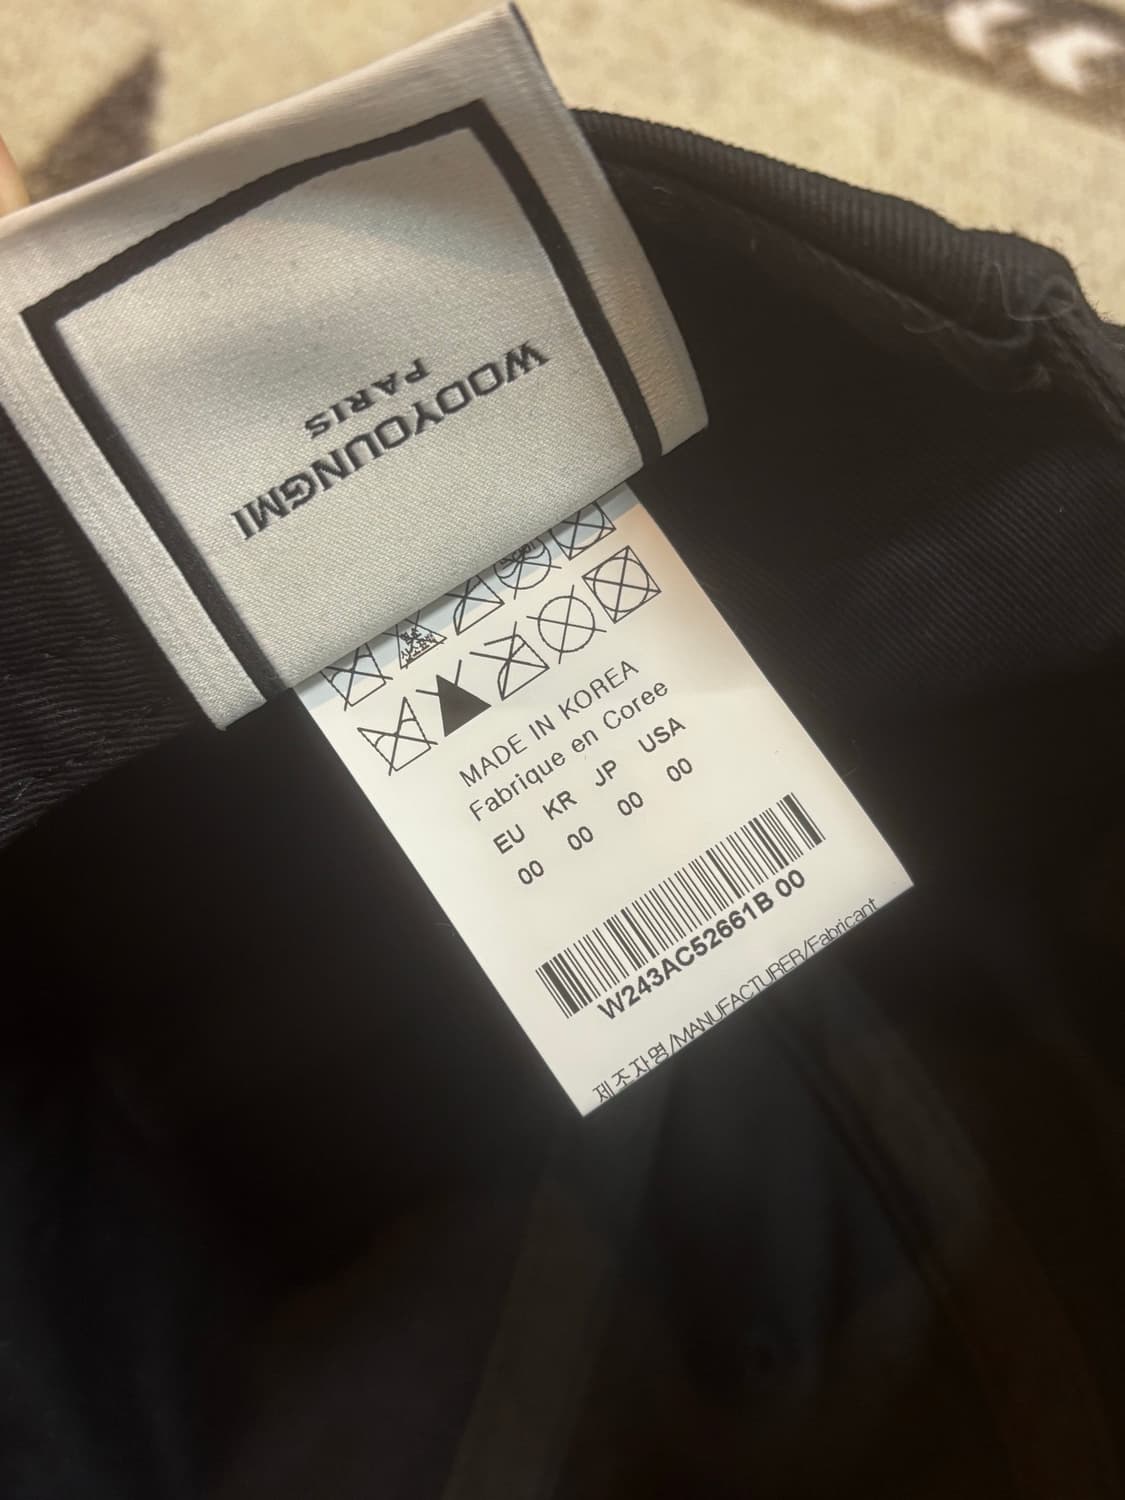 WOOYOUNGMI
PARIS
MADE IN KOREA
Fabrique en Coree
EU KR JP USA
00 00 00 00
W243AC52661B 00
제조자명/MANUFACTURER/Fabricant